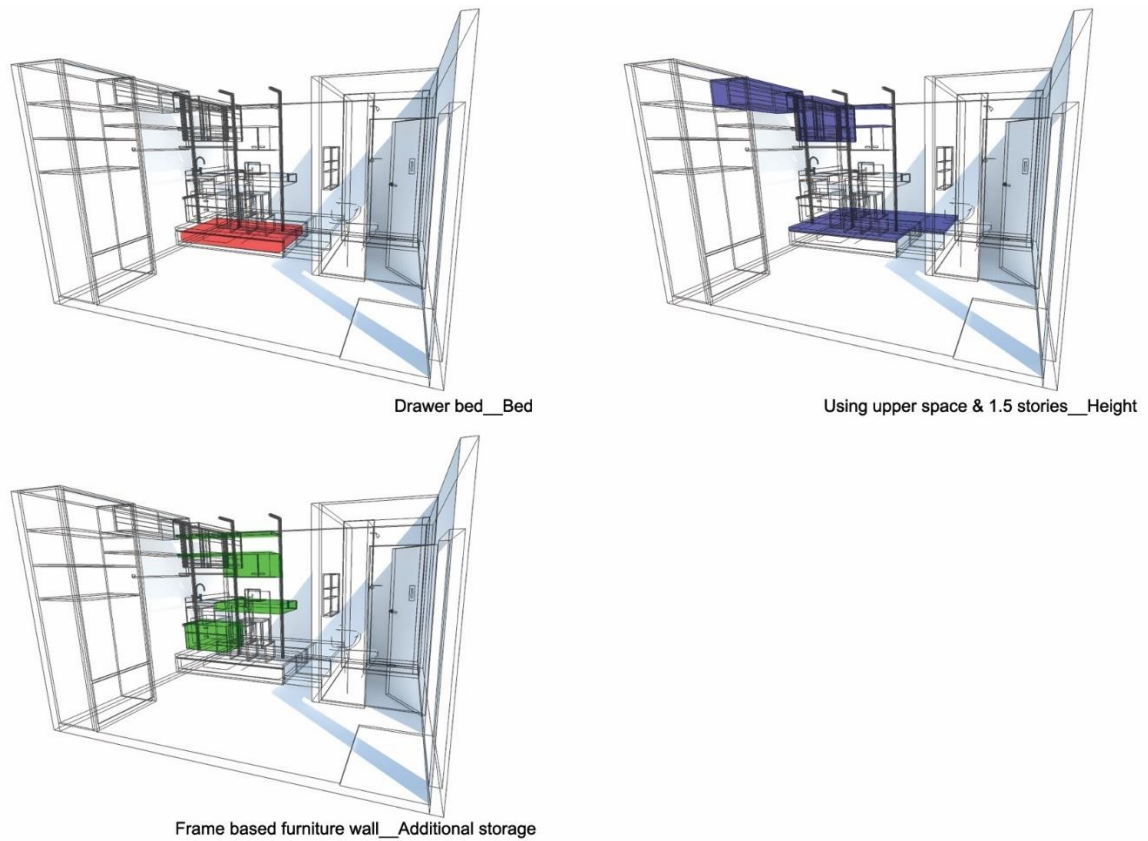 Drawer bed__Bed
Using upper space & 1.5 stories__Height
Frame based furniture wall__Additional storage